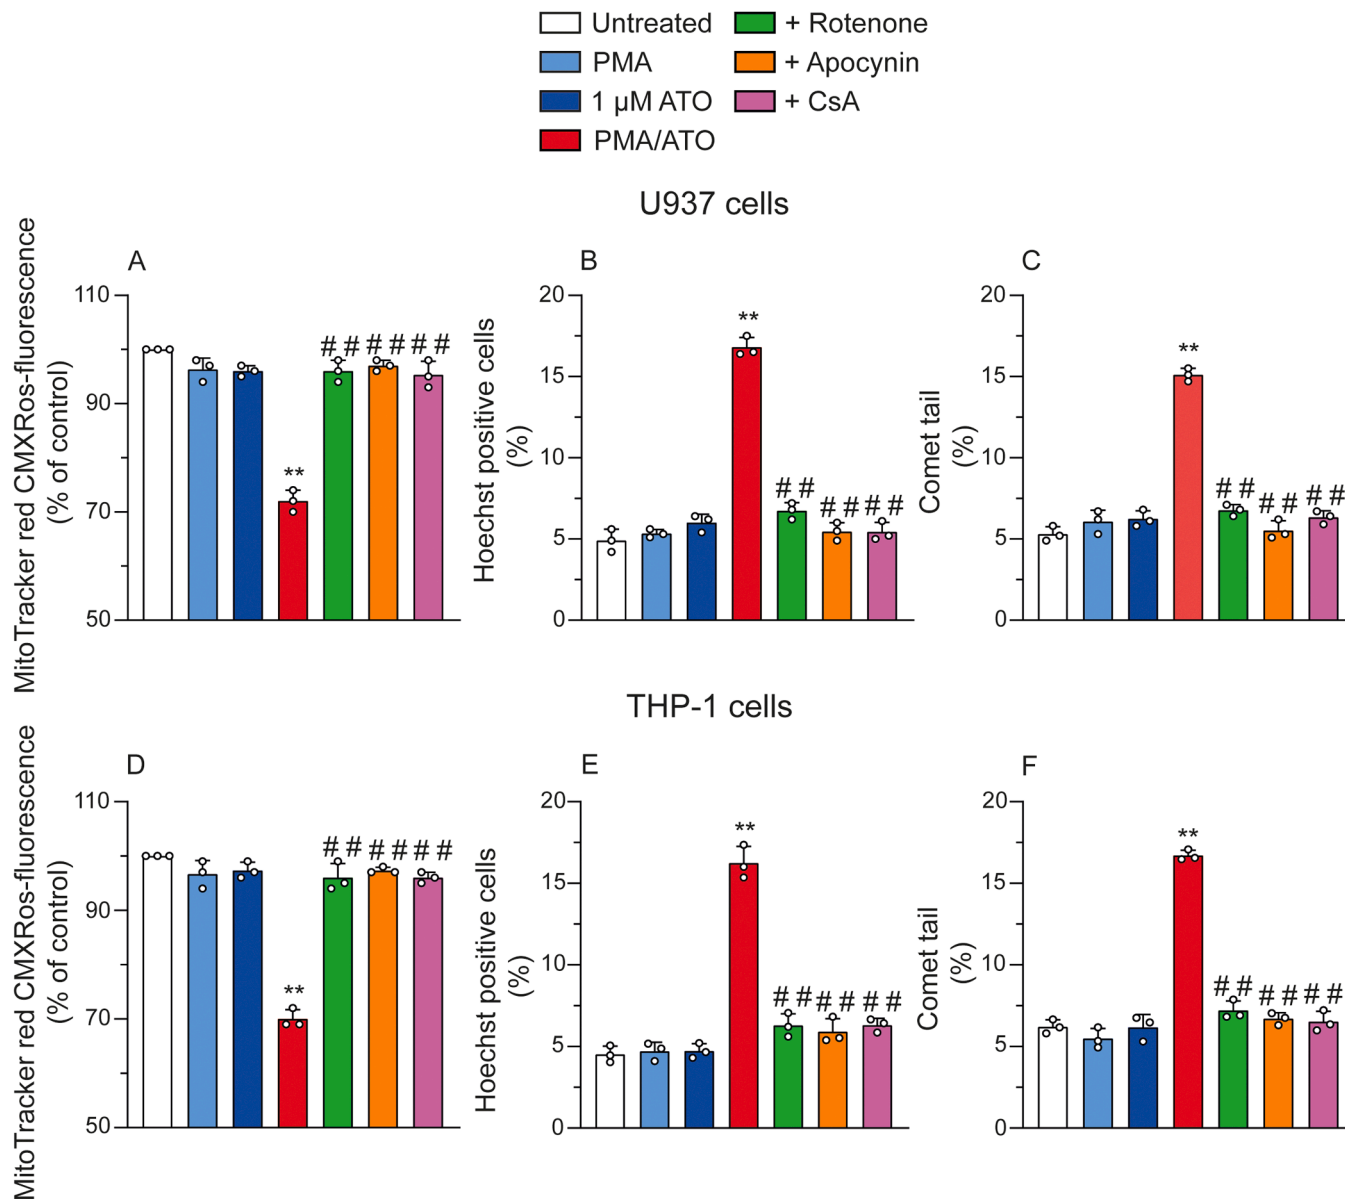 Untreated
PMA
1 µM ATO
PMA/ATO
+ Rotenone
+ Apocynin
+ CsA
U937 cells
A
MitoTracker red CMXRos-fluorescence
(% of control)
110
90
70
50
**
# #
# #
# #
B
Hoechst positive cells
(%)
20
15
10
5
0
**
# #
# #
# #
C
Comet tail
(%)
20
15
10
5
0
**
# #
# #
# #
THP-1 cells
D
MitoTracker red CMXRos-fluorescence
(% of control)
110
90
70
50
**
# #
# #
# #
E
Hoechst positive cells
(%)
20
15
10
5
0
**
# #
# #
# #
F
Comet tail
(%)
20
15
10
5
0
**
# #
# #
# #